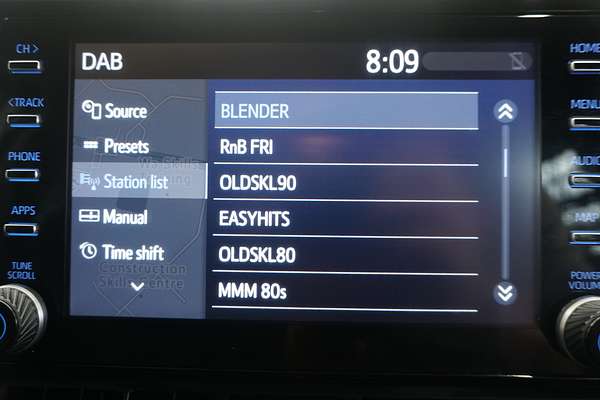 DAB
8:09
CH >
< TRACK
PHONE
APPS
TUNE
SCROLL
Source
Presets
Station list
Manual
Time shift
Construction
Skills Centre
BLENDER
RnB FRI
OLDSKL90
EASYHITS
OLDSKL80
MMM 80s
HOME
MENU
AUDIO
MAP
POWER
VOLUME